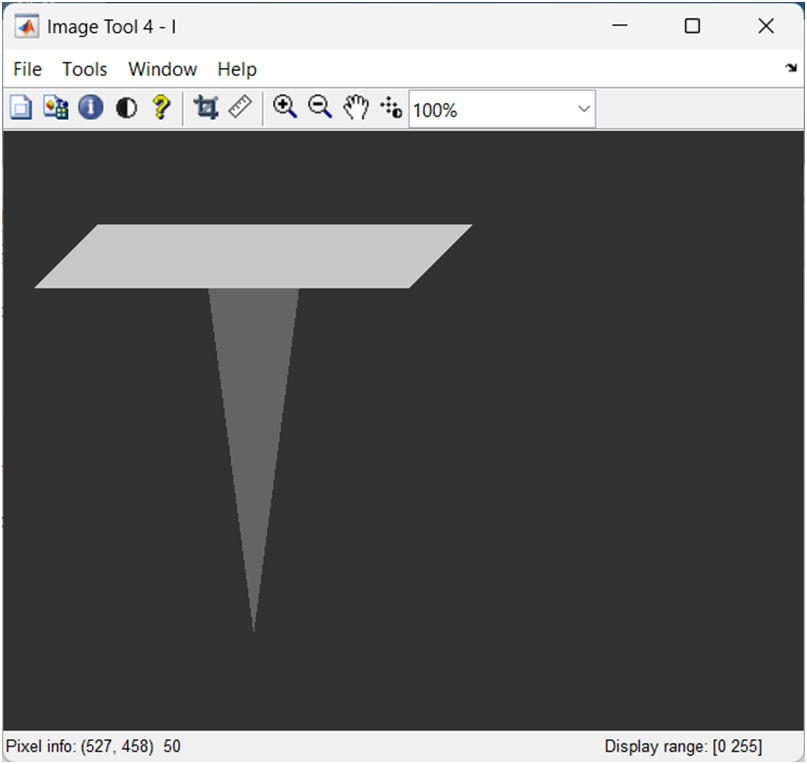 Image Tool 4 - I
File Tools Window Help
100%
Pixel info: (527, 458) 50 Display range: [0 255]